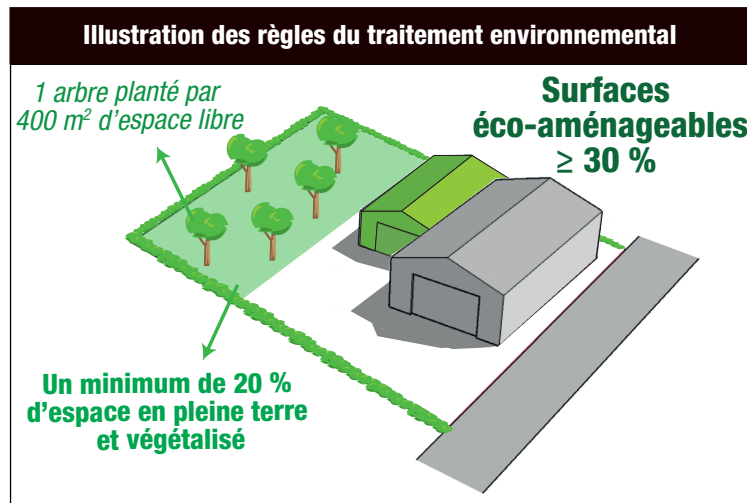 Illustration des règles du traitement environnemental
1 arbre planté par
400 m² d'espace libre
Surfaces
éco-aménageables
≥ 30 %
Un minimum de 20 %
d'espace en pleine terre
et végétalisé